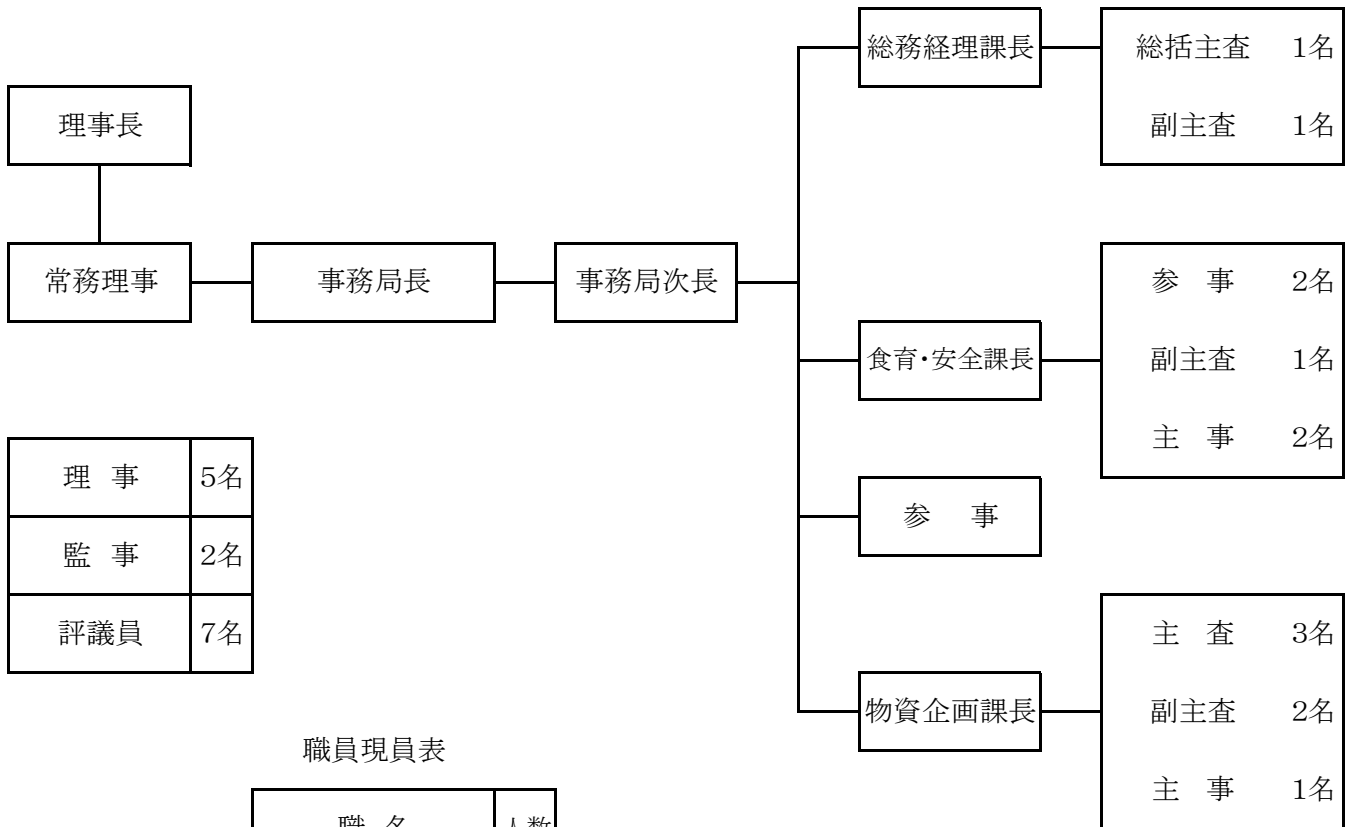 総務経理課長
総括主査 1名
副主査 1名
理事長
常務理事
事務局長
事務局次長
食育・安全課長
参 事 2名
副主査 1名
主 事 2名
参 事
物資企画課長
主 査 3名
副主査 2名
主 事 1名
理 事 5名
監 事 2名
評議員 7名
職員現員表
職 名 人数